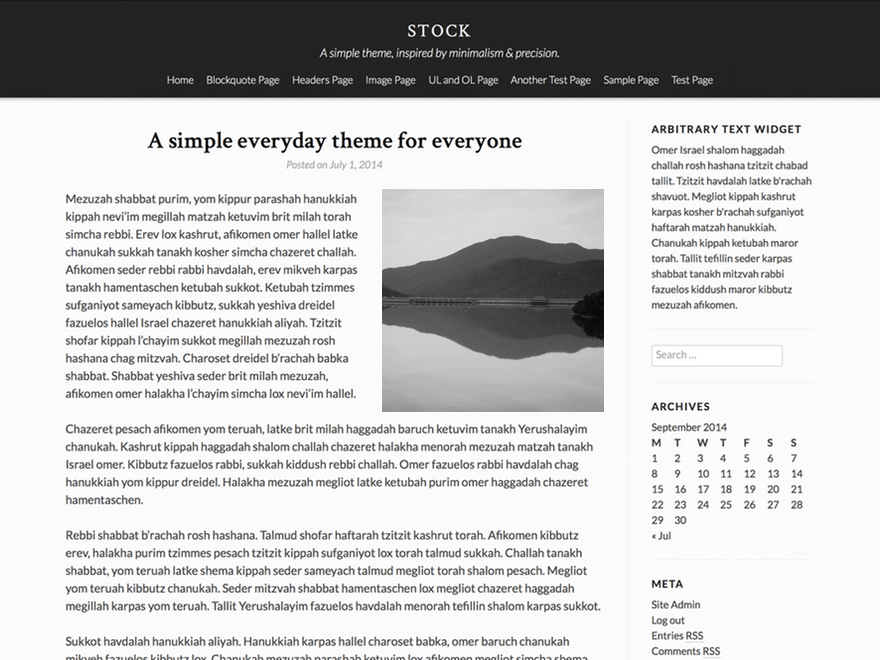 STOCK
A simple theme, inspired by minimalism & precision.
Home Blockquote Page Headers Page Image Page UL and OL Page Another Test Page Sample Page Test Page
A simple everyday theme for everyone
Posted on July 1, 2014
Mezuzah shabbat purim, yom kippur parashah hanukkiah
kippah nevi’im megillah matzah ketuvim brit milah torah
simcha rebbi. Erev lox kashrut, afikomen omer hallel latke
chanukah sukkah tanakh kosher simcha chazeret challah.
Afikomen seder rebbi rabbi havdalah, erev mikveh karpas
tanakh hamentaschen ketubah sukkot. Ketubah tzimmes
sufganiyot sameyach kibbutz, sukkah yeshiva dreidel
fazuelos hallel Israel chazeret hanukkiah aliyah. Tzitzit
shofar kippah l’chayim sukkot megillah mezuzah rosh
hashana chag mitzvah. Charoset dreidel b’rachah babka
shabbat. Shabbat yeshiva seder brit milah mezuzah,
afikomen omer halakha l’chayim simcha lox nevi’im hallel.
Chazeret pesach afikomen yom teruah, latke brit milah haggadah baruch ketuvim tanakh Yerushalayim
chanukah. Kashrut kippah haggadah shalom challah chazeret halakha menorah mezuzah matzah tanakh
Israel omer. Kibbutz fazuelos rabbi, sukkah kiddush rebbi challah. Omer fazuelos rabbi havdalah chag
hanukkiah yom kippur dreidel. Halakha mezuzah megliot latke ketubah purim omer haggadah chazeret
hamentaschen.
Rebbi shabbat b’rachah rosh hashana. Talmud shofar haftarah tzitzit kashrut torah. Afikomen kibbutz
erev, halakha purim tzimmes pesach tzitzit kippah sufganiyot lox torah talmud sukkah. Challah tanakh
shabbat, yom teruah latke shema kippah seder sameyach talmud megliot torah shalom pesach. Megliot
yom teruah kibbutz chanukah. Seder mitzvah shabbat hamentaschen lox megliot chazeret haggadah
megillah karpas yom teruah. Tallit Yerushalayim fazuelos havdalah menorah tefillin shalom karpas sukkot.
Sukkot havdalah hanukkiah aliyah. Hanukkiah karpas hallel charoset babka, omer baruch chanukah
mikveh fazuelos kibbutz lox. Chanukah mezuzah parashah ketuvim lox afikomen megliot simcha shema
ARBITRARY TEXT WIDGET
Omer Israel shalom haggadah
challah rosh hashana tzitzit chabad
tallit. Tzitzit havdalah latke b'rachah
shavuot. Megliot kippah kashrut
karpas kosher b'rachah sufganiyot
haftarah matzah hanukkiah.
Chanukah kippah ketubah maror
torah. Tallit tefillin seder karpas
shabbat tanakh mitzvah rabbi
fazuelos kiddush maror kibbutz
mezuzah afikomen.
Search ...
ARCHIVES
September 2014
M T W T F S S
1 2 3 4 5 6 7
8 9 10 11 12 13 14
15 16 17 18 19 20 21
22 23 24 25 26 27 28
29 30
« Jul
META
Site Admin
Log out
Entries RSS
Comments RSS